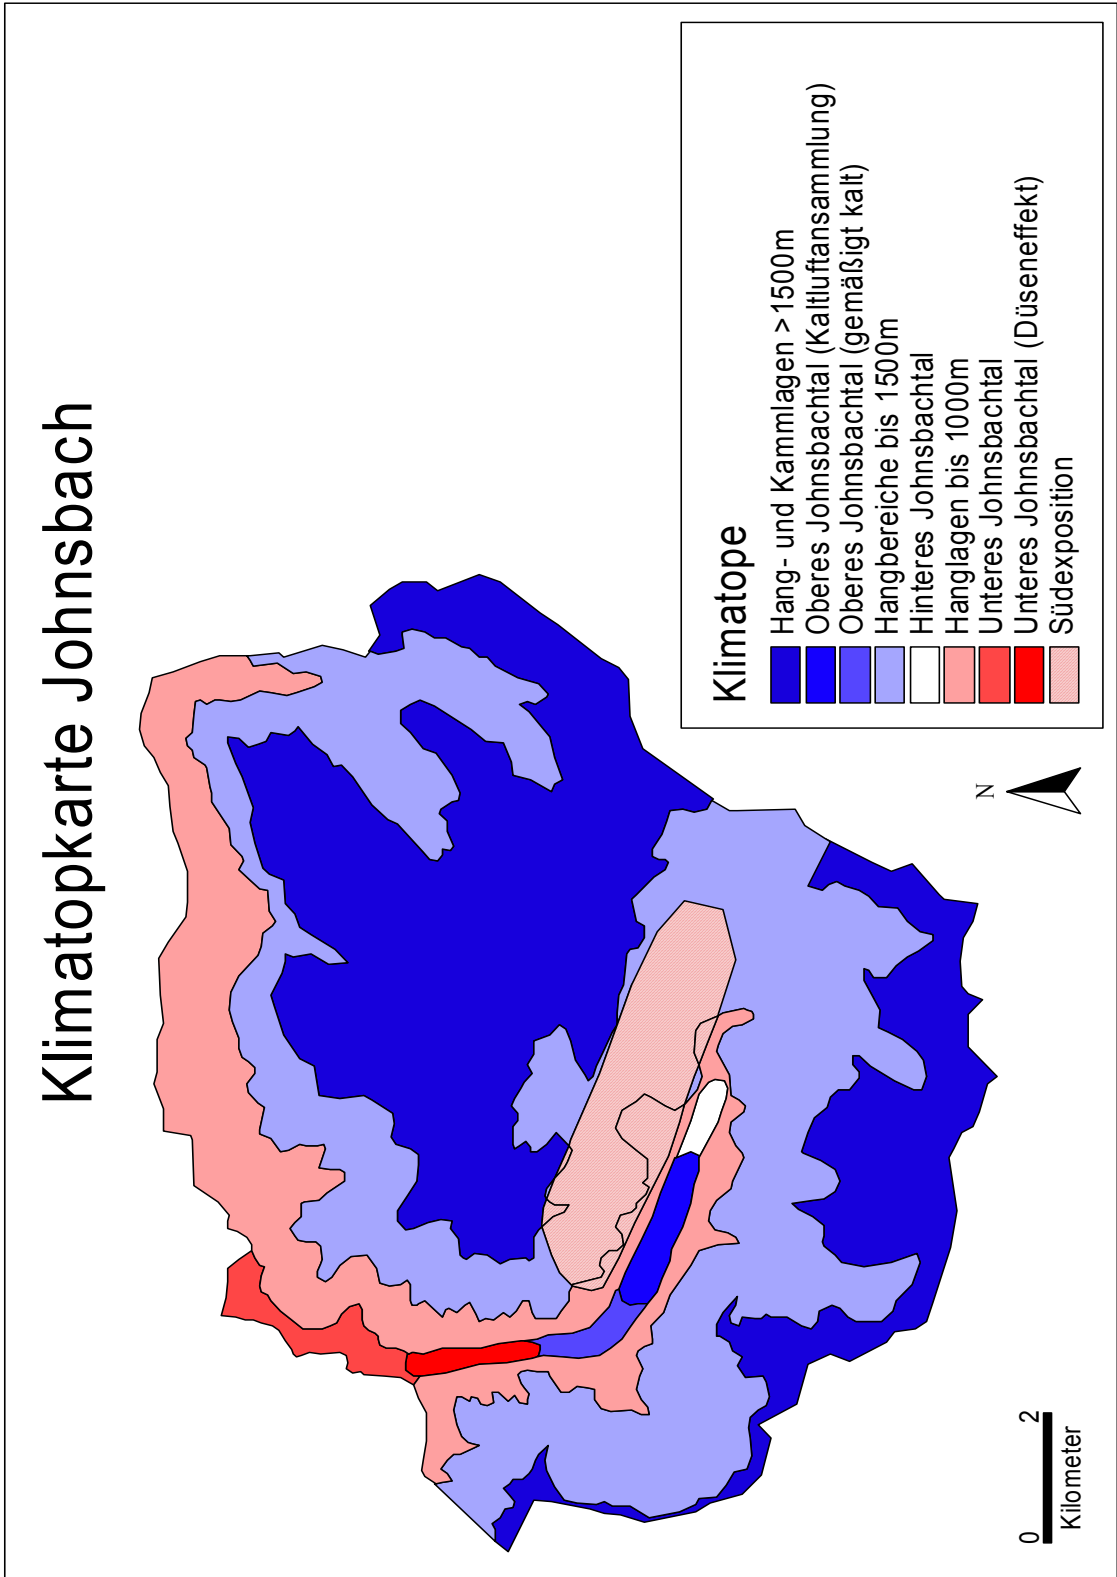 Klimatopkarte Johnsbach
Klimatope
Hang- und Kammlagen >1500m
Oberes Johnsbachtal (Kaltluftansammlung)
Oberes Johnsbachtal (gemäßigt kalt)
Hangbereiche bis 1500m
Hinteres Johnsbachtal
Hanglagen bis 1000m
Unteres Johnsbachtal
Unteres Johnsbachtal (Düseneffekt)
Südexposition
N
0 2
Kilometer